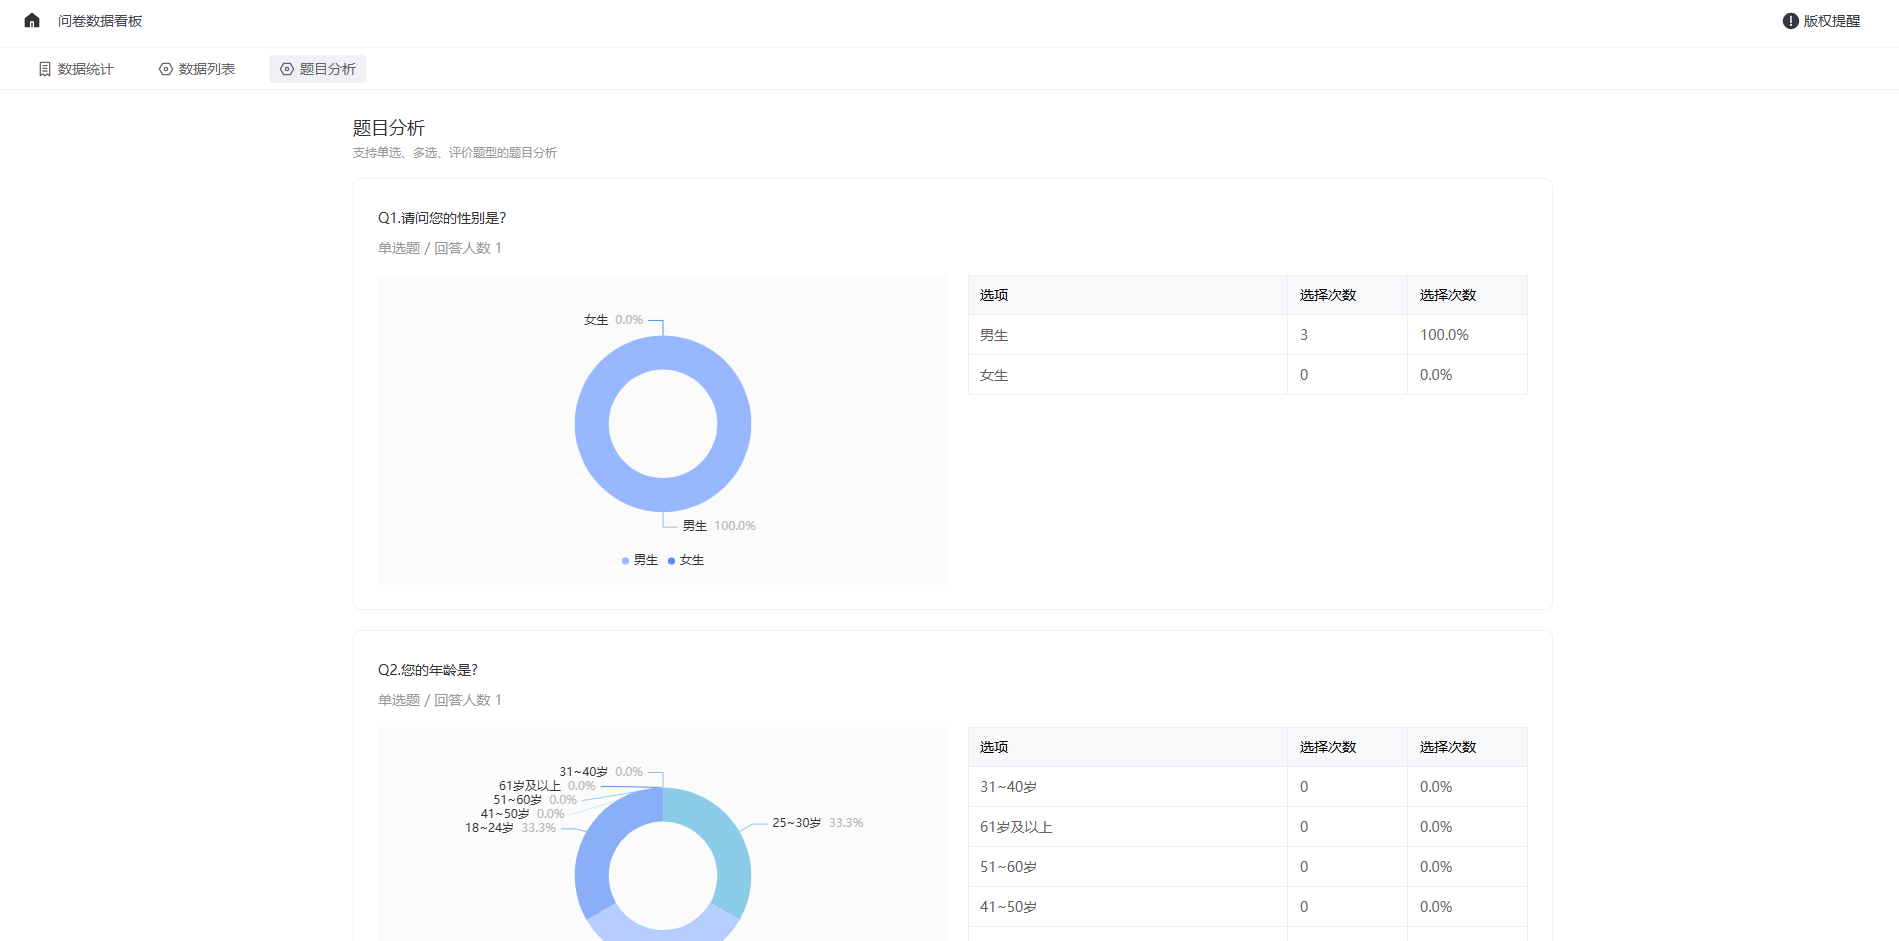 问卷数据看板
版权提醒
数据统计
数据列表
题目分析
题目分析
支持单选、多选、评价题型的题目分析
Q1.请问您的性别是?
单选题 / 回答人数 1
女生 0.0%
男生 100.0%
男生 女生
选项 选择次数 选择次数
男生 3 100.0%
女生 0 0.0%
Q2.您的年龄是?
单选题 / 回答人数 1
31~40岁 0.0%
61岁及以上 0.0%
51~60岁 0.0%
41~50岁 0.0%
18~24岁 33.3%
25~30岁 33.3%
选项 选择次数 选择次数
31~40岁 0 0.0%
61岁及以上 0 0.0%
51~60岁 0 0.0%
41~50岁 0 0.0%